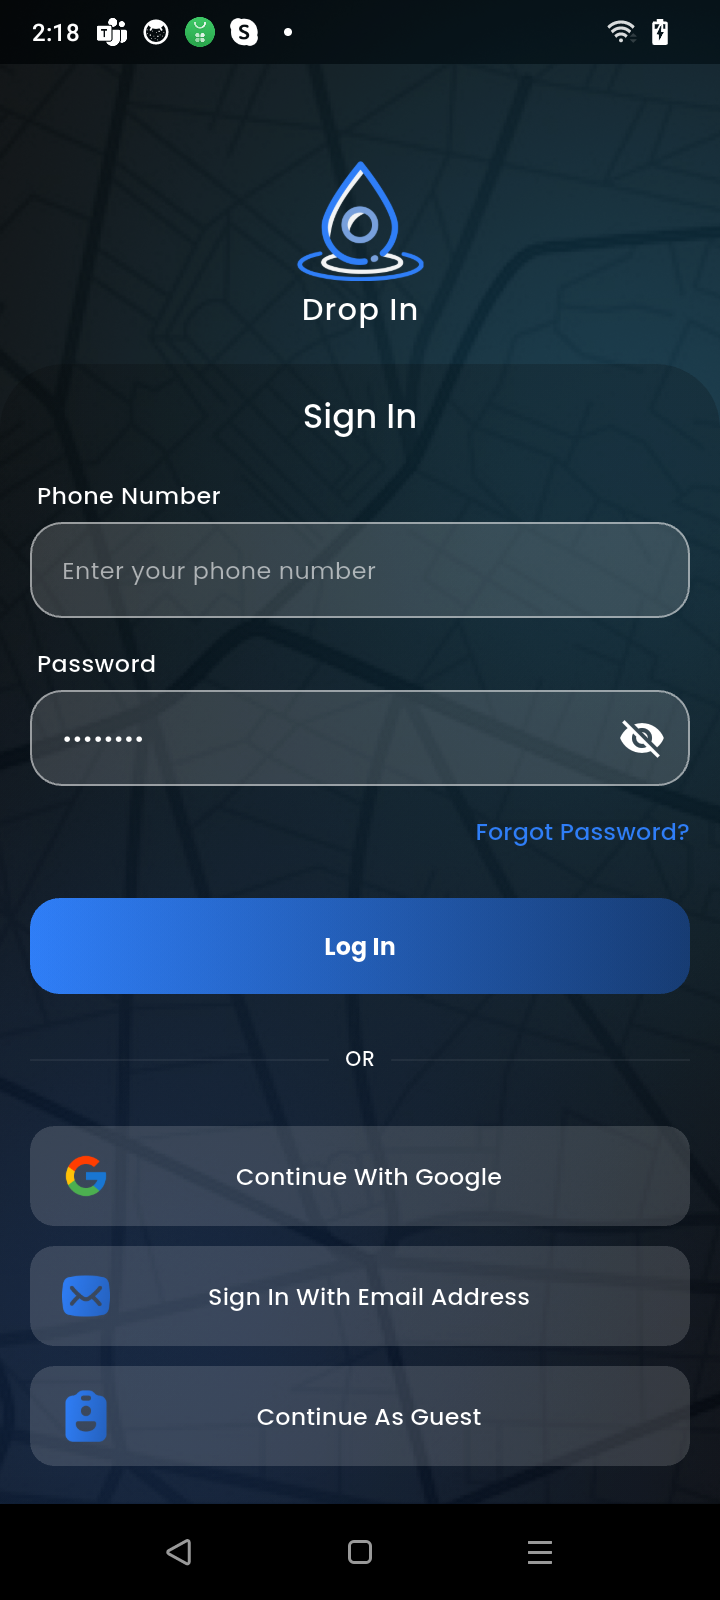 2:18
Drop In
Sign In
Phone Number
Enter your phone number
Password
••••••••
Forgot Password?
Log In
OR
Continue With Google
Sign In With Email Address
Continue As Guest